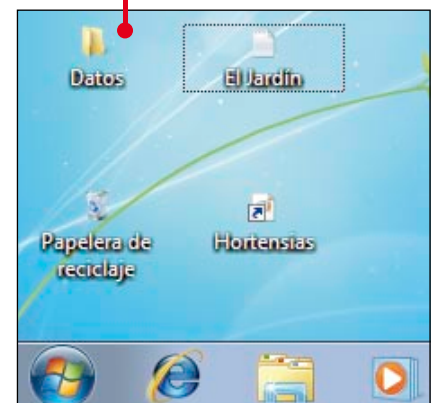 Datos
El Jardín
Papelera de
reciclaje
Hortensias